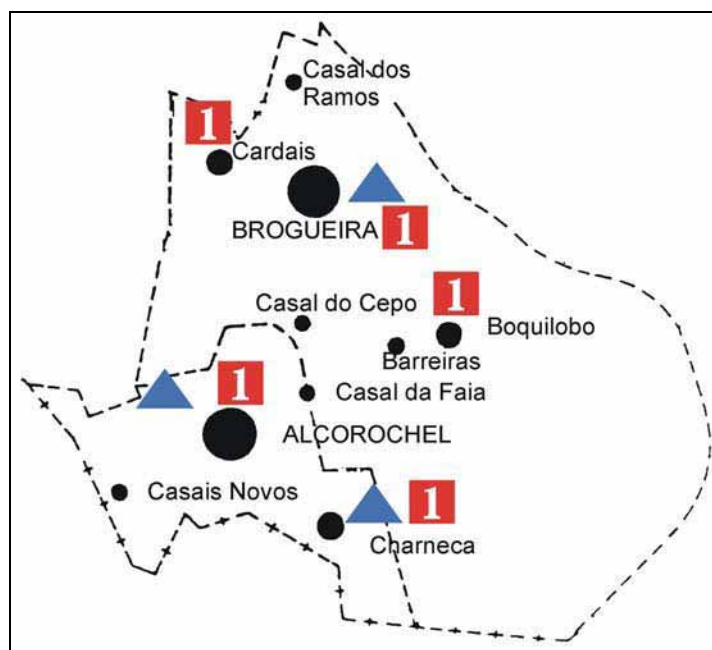 Casal dos
Ramos
1
Cardais
BROGUEIRA
1
1
Casal do Cepo
Boquilobo
Barreiras
1
Casal da Faia
ALCOROCHEL
Casais Novos
1
Charneca